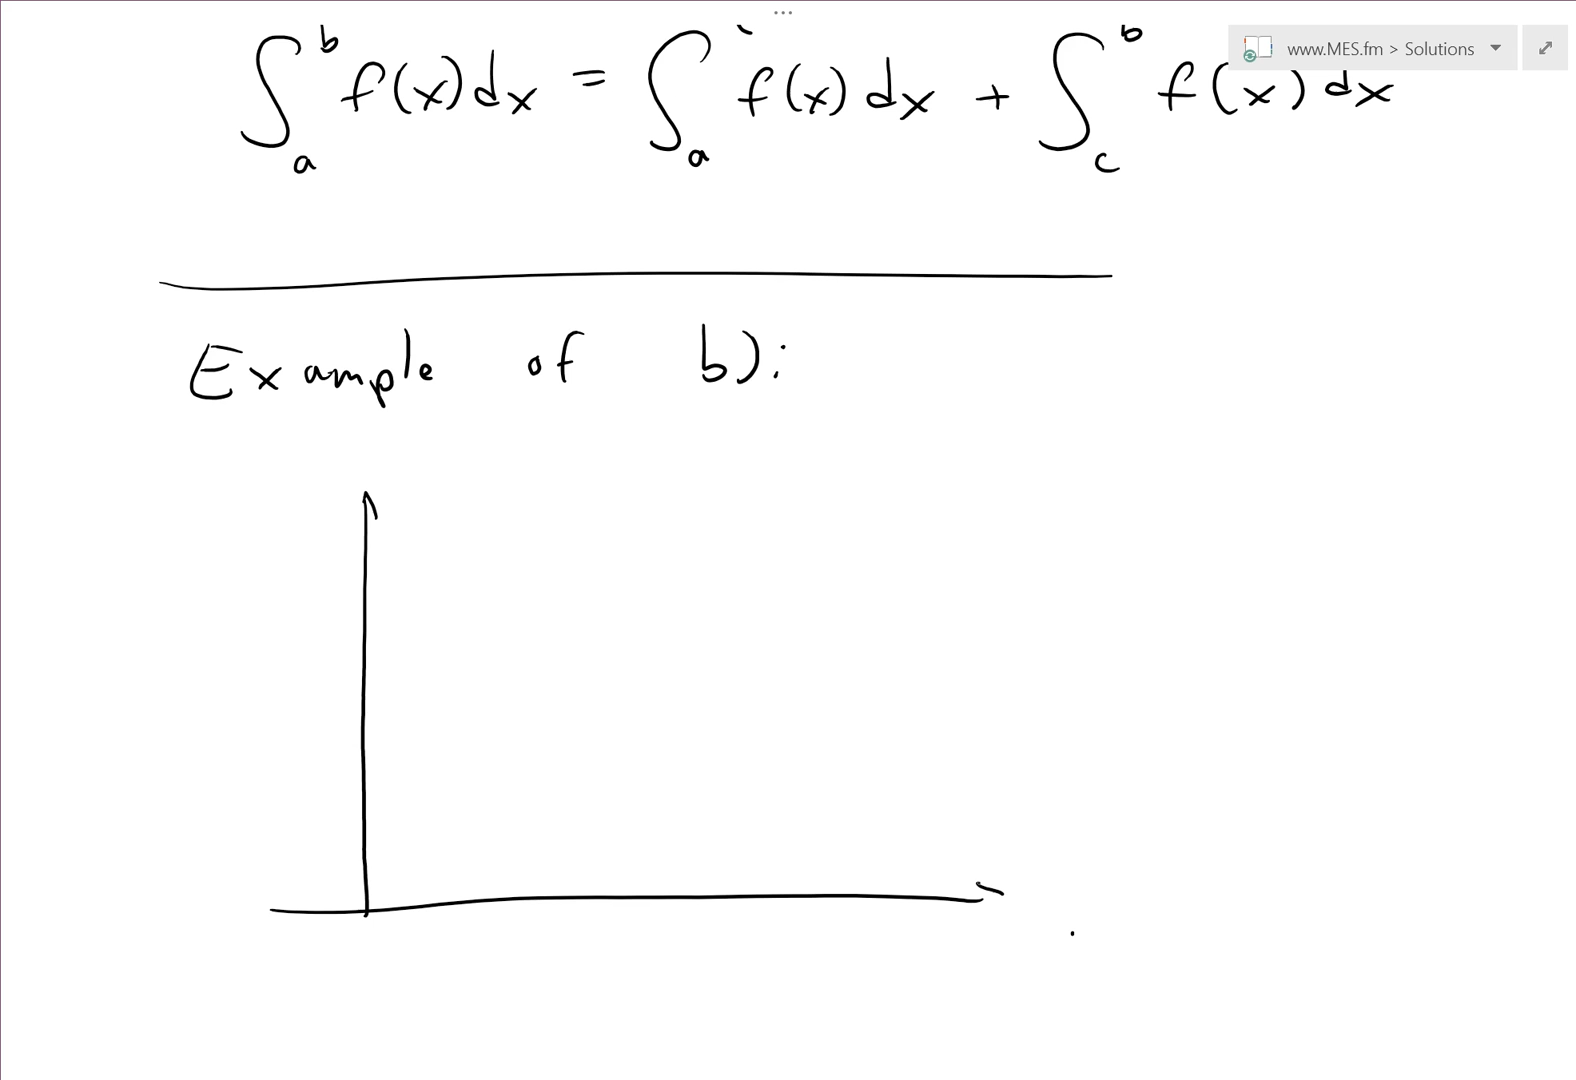 ∫_a^b f(x)dx = ∫_a f(x)dx + ∫_c^b f(x)dx
www.MES.fm > Solutions
Example of b):